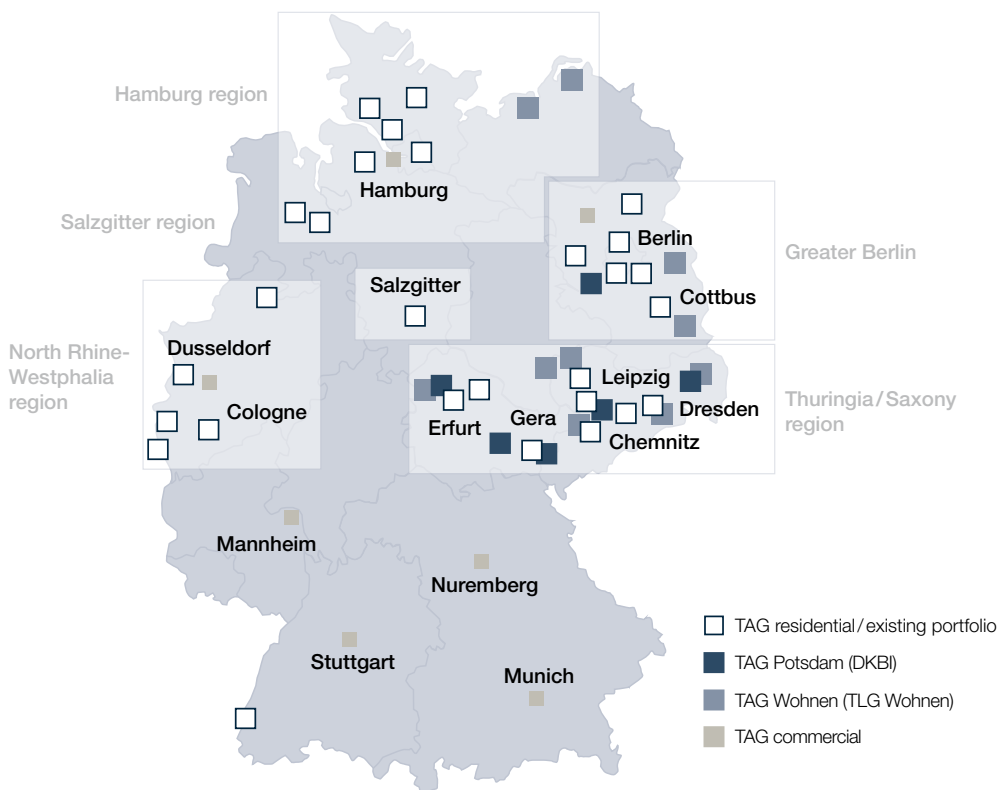 Hamburg region
Hamburg
Salzgitter region
Berlin
Greater Berlin
Salzgitter
Cottbus
North Rhine-
Westphalia
region
Dusseldorf
Cologne
Leipzig
Erfurt
Gera
Dresden
Chemnitz
Thuringia/Saxony
region
Mannheim
Nuremberg
Stuttgart
Munich
TAG residential/existing portfolio
TAG Potsdam (DKBI)
TAG Wohnen (TLG Wohnen)
TAG commercial